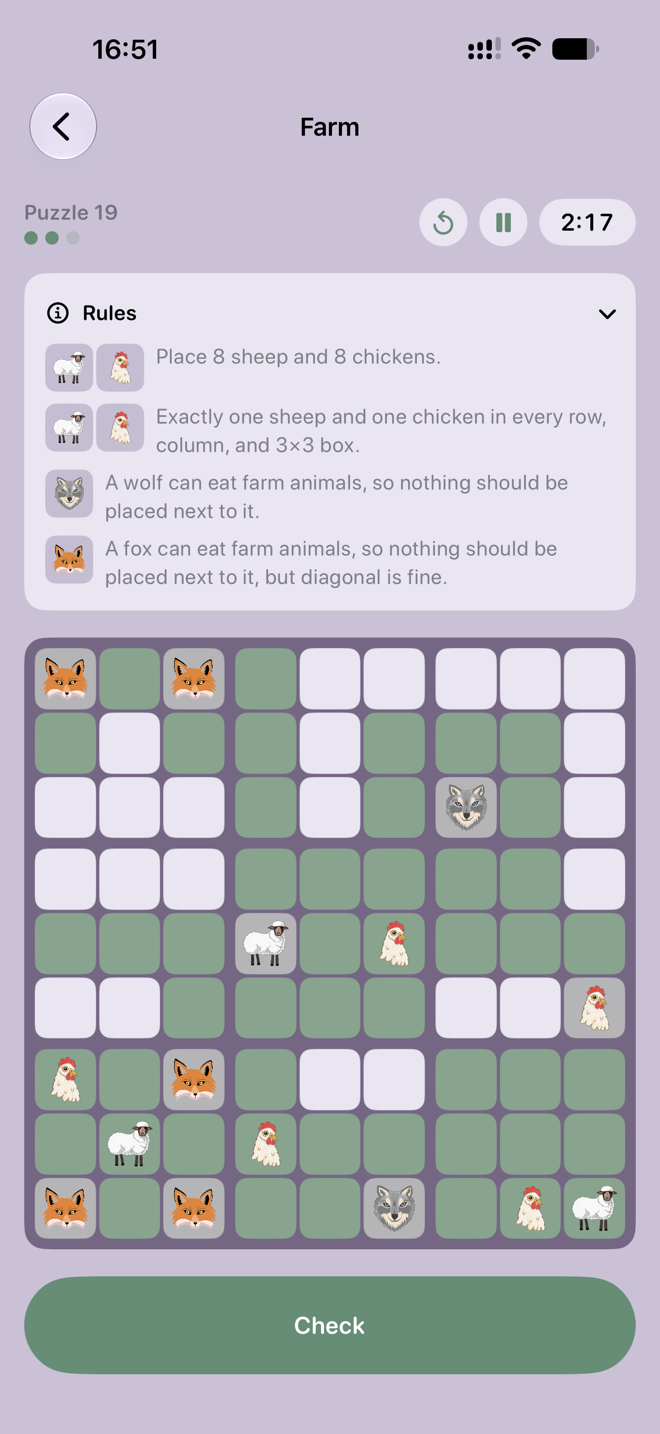 16:51
Farm
Puzzle 19
2:17
Rules
Place 8 sheep and 8 chickens.
Exactly one sheep and one chicken in every row,
column, and 3×3 box.
A wolf can eat farm animals, so nothing should be
placed next to it.
A fox can eat farm animals, so nothing should be
placed next to it, but diagonal is fine.
Check